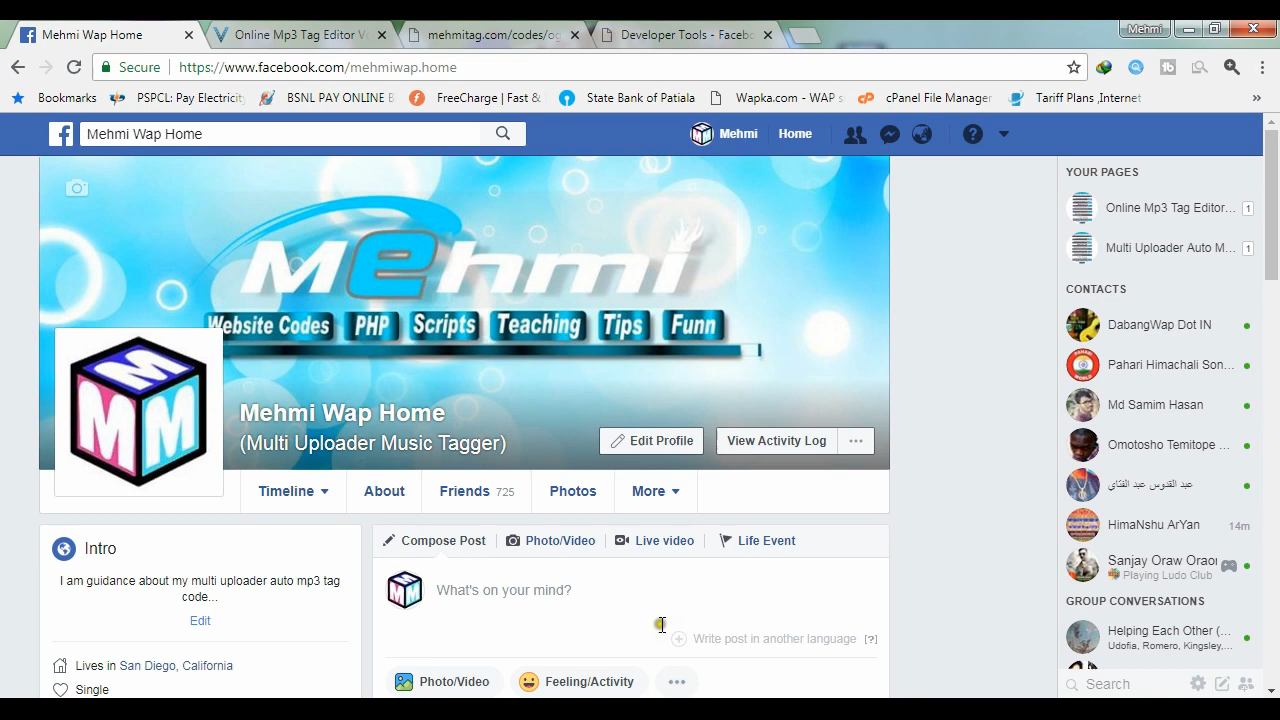 Mehmi Wap Home
Online Mp3 Tag Editor V
mehmitag.com/codes/og
Developer Tools - Facebo
Mehmi
Secure
https://www.facebook.com/mehmiwap.home
Bookmarks
PSPCL: Pay Electricity
BSNL PAY ONLINE B
FreeCharge | Fast &
State Bank of Patiala
Wapka.com - WAP s
cPanel File Manager
Tariff Plans ,Internet
Mehmi Wap Home
Mehmi
Home
Mehmi
Website Codes
PHP
Scripts
Teaching
Tips
Funn
MMM
Mehmi Wap Home
(Multi Uploader Music Tagger)
Edit Profile
View Activity Log
Timeline
About
Friends 725
Photos
More
Intro
I am guidance about my multi uploader auto mp3 tag
code...
Edit
Lives in San Diego, California
Single
Compose Post
Photo/Video
Live video
Life Event
What's on your mind?
Write post in another language [?]
Photo/Video
Feeling/Activity
YOUR PAGES
Online Mp3 Tag Editor... 1
Multi Uploader Auto M... 1
CONTACTS
DabangWap Dot IN
Pahari Himachali Son...
Md Samim Hasan
Omotosho Temitope ...
عبد القدوس عبد الفتاي
HimaNshu ArYan 14m
Sanjay Oraw Oraon
Playing Ludo Club
GROUP CONVERSATIONS
Helping Each Other (...
Udofia, Romero, Kingsley,...
Search